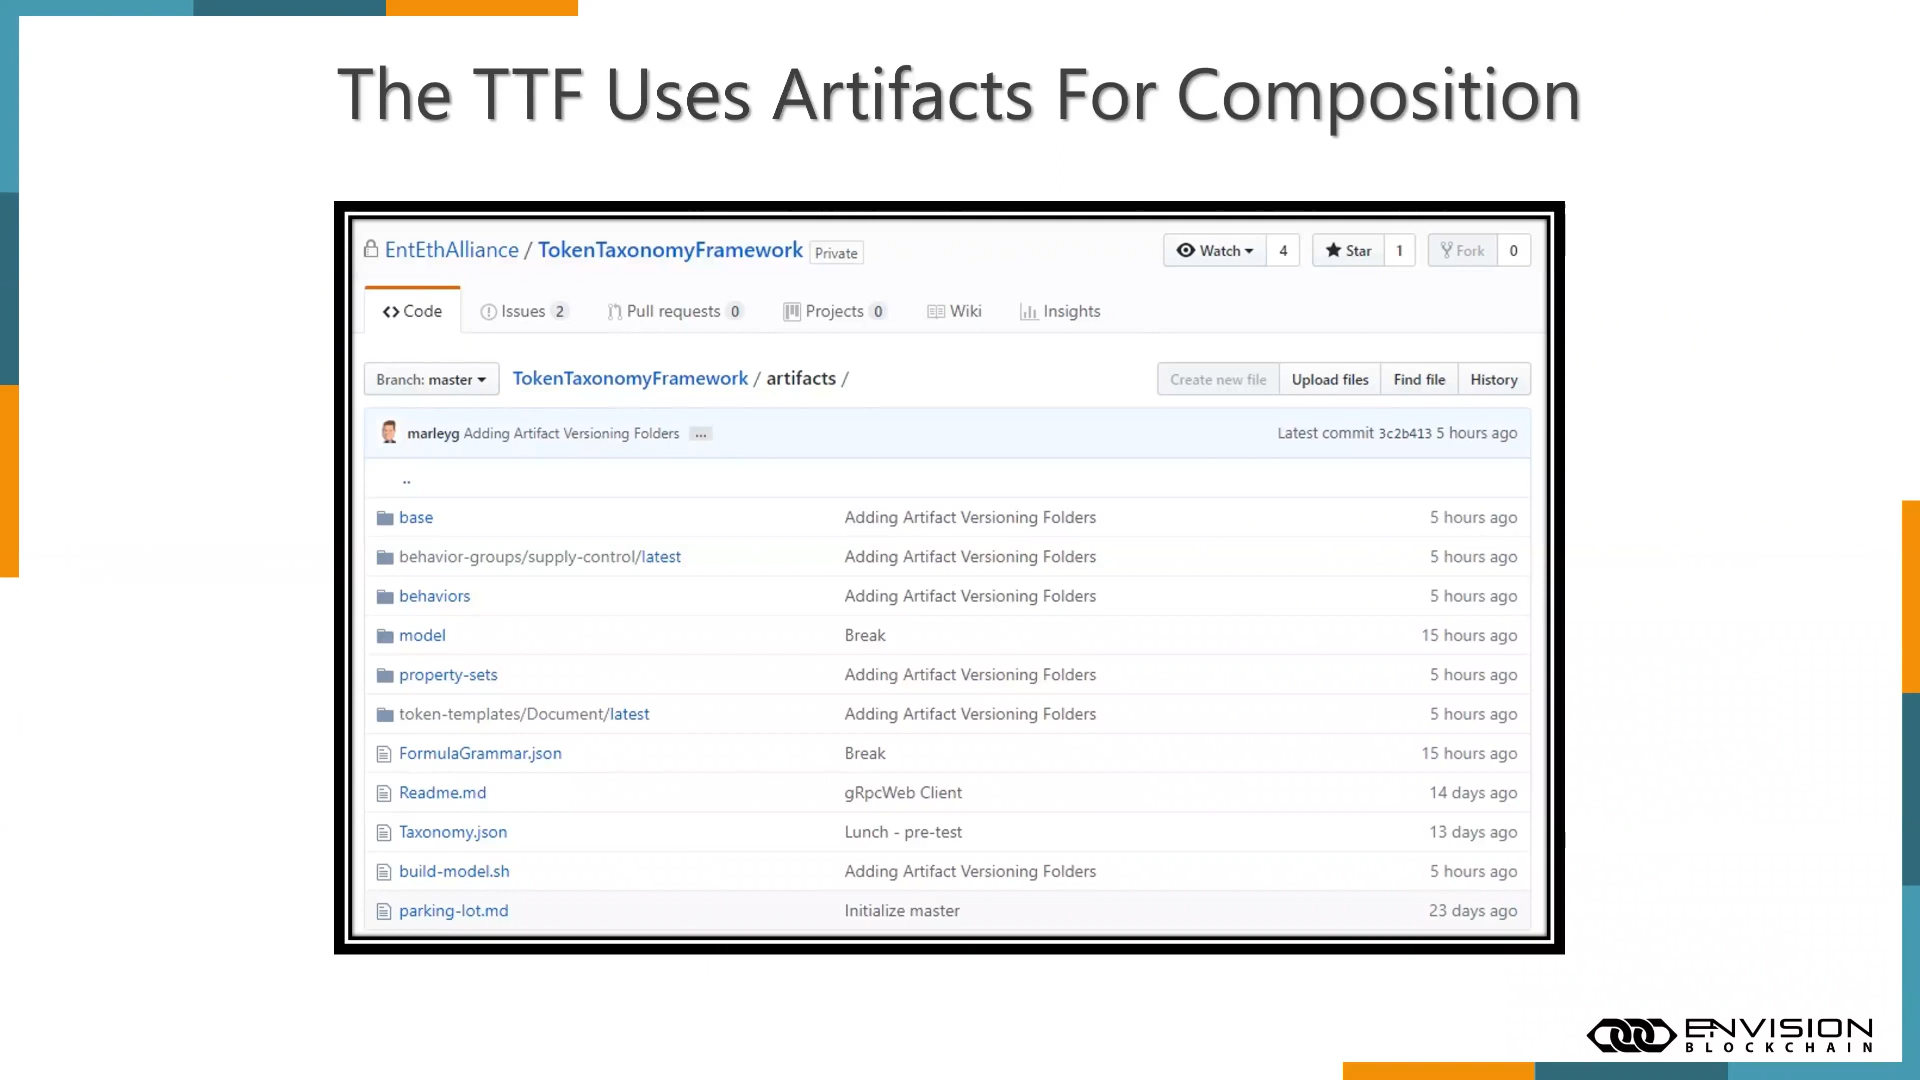 The TTF Uses Artifacts For Composition
EntEthAlliance / TokenTaxonomyFramework Private Watch 4 Star 1 Fork 0
Code Issues 2 Pull requests 0 Projects 0 Wiki Insights
Branch: master TokenTaxonomyFramework / artifacts / Create new file Upload files Find file History
marleyg Adding Artifact Versioning Folders ... Latest commit 3c2b413 5 hours ago
..
base Adding Artifact Versioning Folders 5 hours ago
behavior-groups/supply-control/latest Adding Artifact Versioning Folders 5 hours ago
behaviors Adding Artifact Versioning Folders 5 hours ago
model Break 15 hours ago
property-sets Adding Artifact Versioning Folders 5 hours ago
token-templates/Document/latest Adding Artifact Versioning Folders 5 hours ago
FormulaGrammar.json Break 15 hours ago
Readme.md gRpcWeb Client 14 days ago
Taxonomy.json Lunch - pre-test 13 days ago
build-model.sh Adding Artifact Versioning Folders 5 hours ago
parking-lot.md Initialize master 23 days ago
ENVISION
BLOCKCHAIN